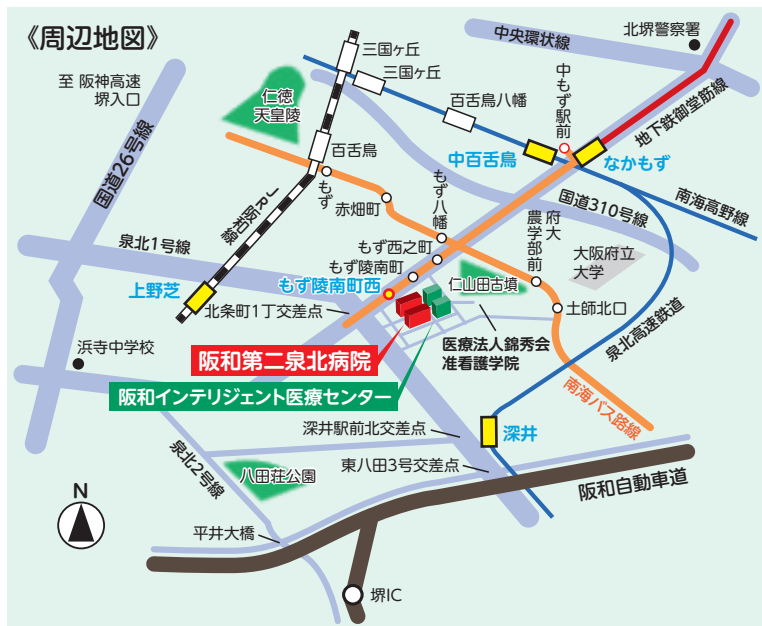 《周辺地図》
中央環状線
北堺警察署
三国ヶ丘
三国ヶ丘
至 阪神高速
堺入口
仁徳
天皇陵
百舌鳥八幡
中もず駅前
地下鉄御堂筋線
国道26号線
百舌鳥
中百舌鳥
なかもず
もず
JR阪和線
赤畑町
もず八幡
国道310号線
南海高野線
府大
農学部前
泉北1号線
もず西之町
大阪府立
大学
もず陵南町
上野芝
もず陵南町西
仁山田古墳
北条町1丁交差点
土師北口
泉北高速鉄道
浜寺中学校
医療法人錦秀会
准看護学院
阪和第二泉北病院
阪和インテリジェント医療センター
南海バス路線
深井駅前北交差点
深井
泉北2号線
東八田3号交差点
八田荘公園
阪和自動車道
N
平井大橋
堺IC